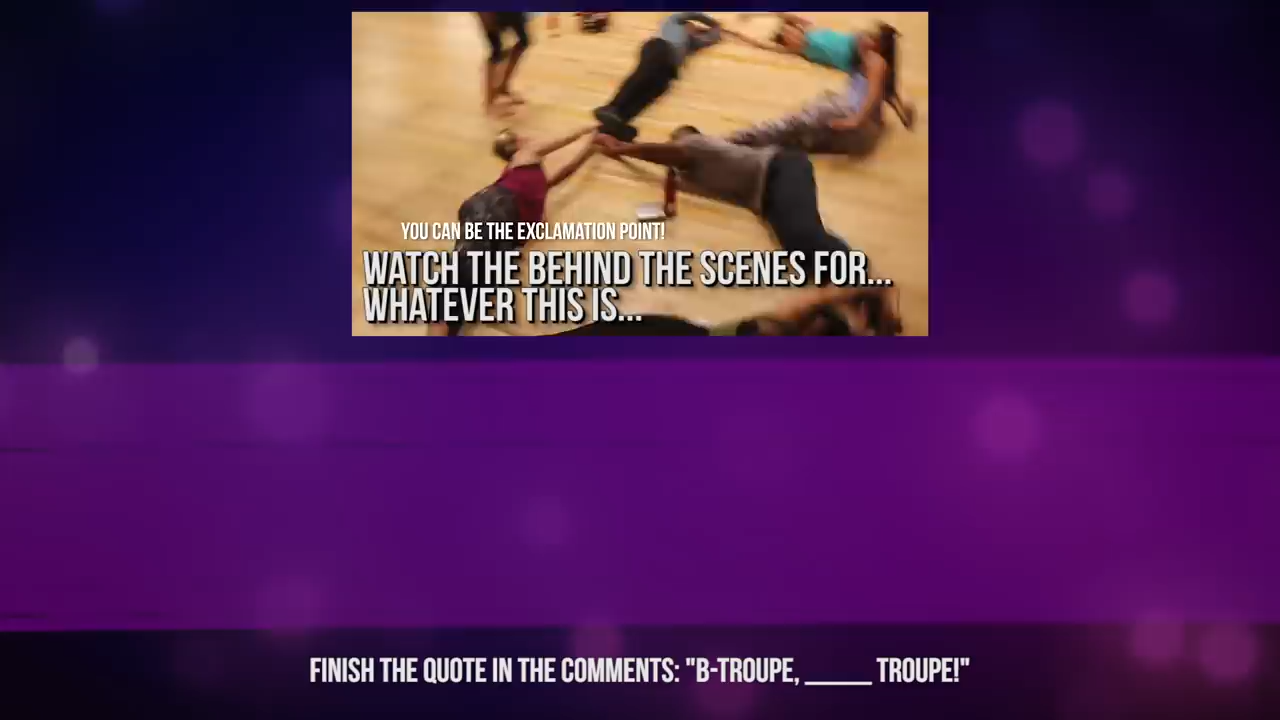 YOU CAN BE THE EXCLAMATION POINT!
WATCH THE BEHIND THE SCENES FOR...
WHATEVER THIS IS...
FINISH THE QUOTE IN THE COMMENTS: "B-TROUPE, _____ TROUPE!"